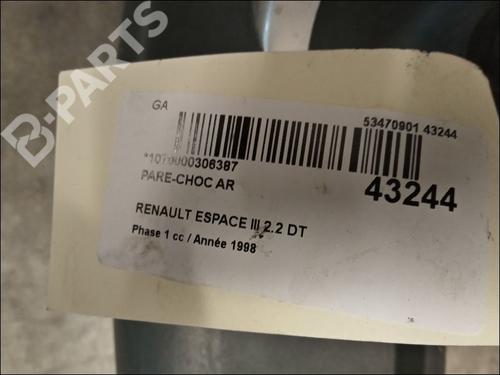 B-PARTS
GA
53470901 43244
*1070000306387
PARE-CHOC AR
43244
RENAULT ESPACE III 2.2 DT
Phase 1 cc / Année 1998